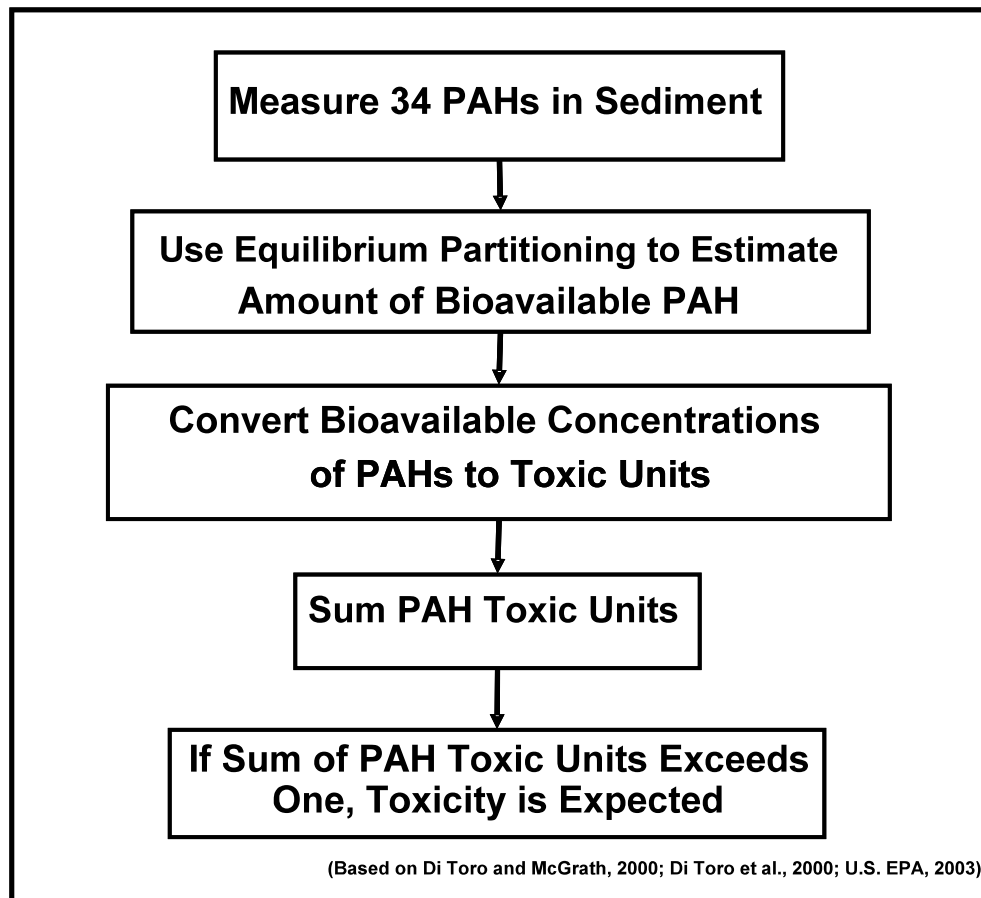 Measure 34 PAHs in Sediment
Use Equilibrium Partitioning to Estimate
Amount of Bioavailable PAH
Convert Bioavailable Concentrations
of PAHs to Toxic Units
Sum PAH Toxic Units
If Sum of PAH Toxic Units Exceeds
One, Toxicity is Expected
(Based on Di Toro and McGrath, 2000; Di Toro et al., 2000; U.S. EPA, 2003)